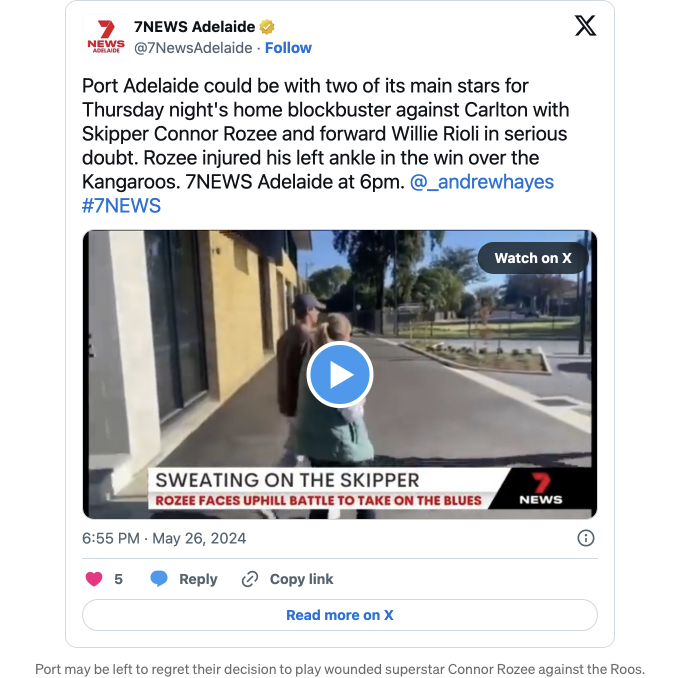 7NEWS Adelaide
@7NewsAdelaide · Follow
7
NEWS
ADELAIDE
X
Port Adelaide could be with two of its main stars for
Thursday night's home blockbuster against Carlton with
Skipper Connor Rozee and forward Willie Rioli in serious
doubt. Rozee injured his left ankle in the win over the
Kangaroos. 7NEWS Adelaide at 6pm. @_andrewhayes
#7NEWS
Watch on X
SWEATING ON THE SKIPPER
ROZEE FACES UPHILL BATTLE TO TAKE ON THE BLUES
7
NEWS
6:55 PM · May 26, 2024
5 Reply Copy link
Read more on X
Port may be left to regret their decision to play wounded superstar Connor Rozee against the Roos.